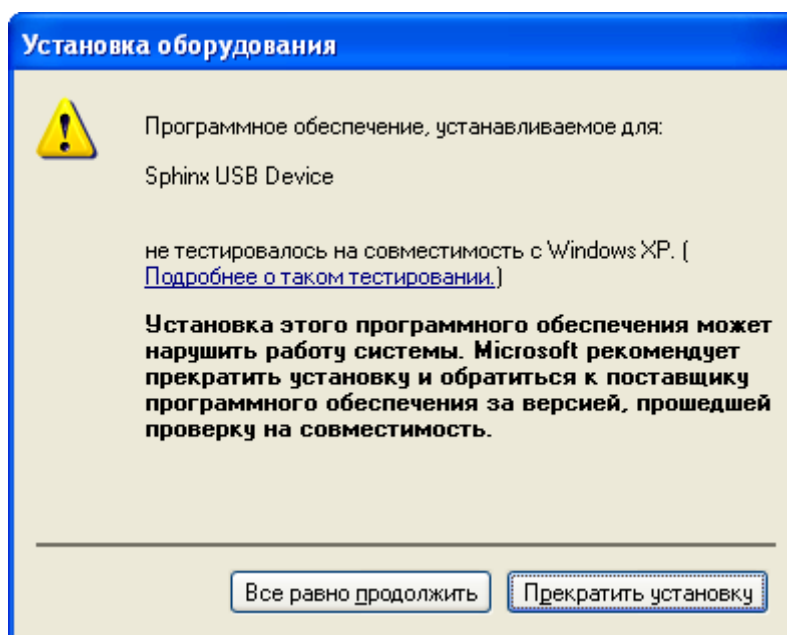 Установка оборудования
Программное обеспечение, устанавливаемое для:
Sphinx USB Device
не тестировалось на совместимость с Windows XP. (
Подробнее о таком тестировании.)
Установка этого программного обеспечения может
нарушить работу системы. Microsoft рекомендует
прекратить установку и обратиться к поставщику
программного обеспечения за версией, прошедшей
проверку на совместимость.
Все равно продолжить
Прекратить установку